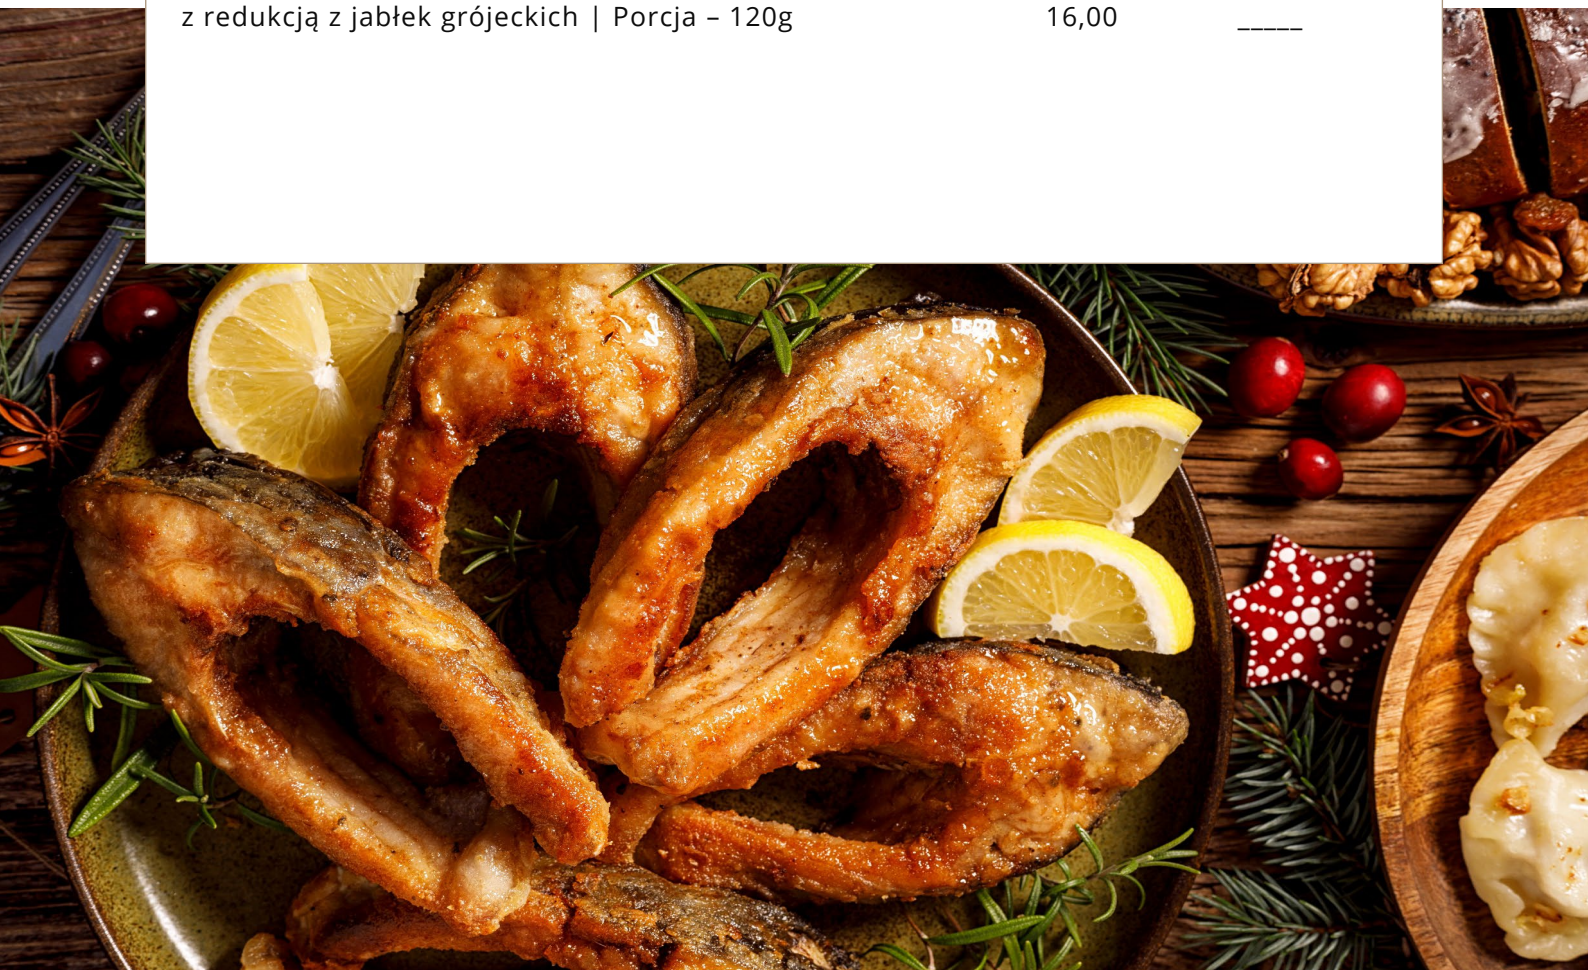 z redukcją z jabłek grójeckich | Porcja – 120g 16,00 _____